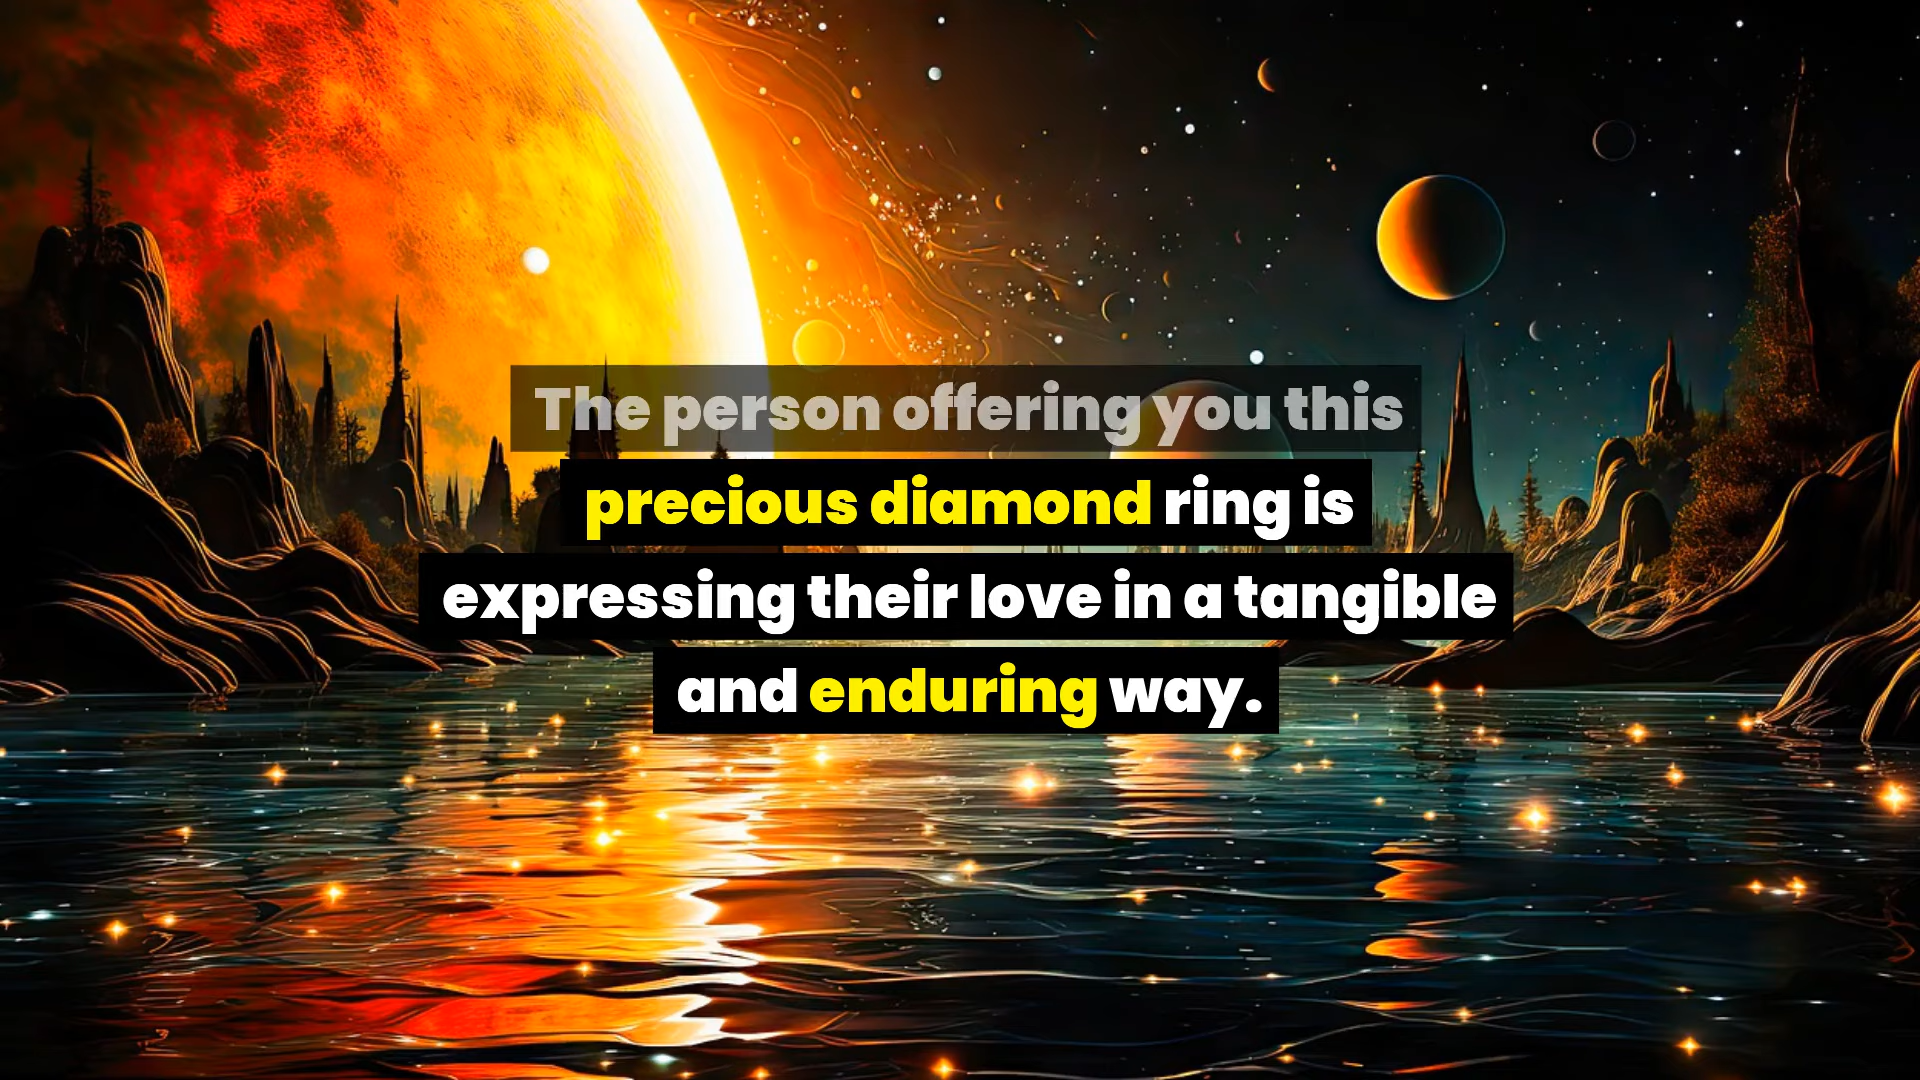 The person offering you this
precious diamond ring is
expressing their love in a tangible
and enduring way.